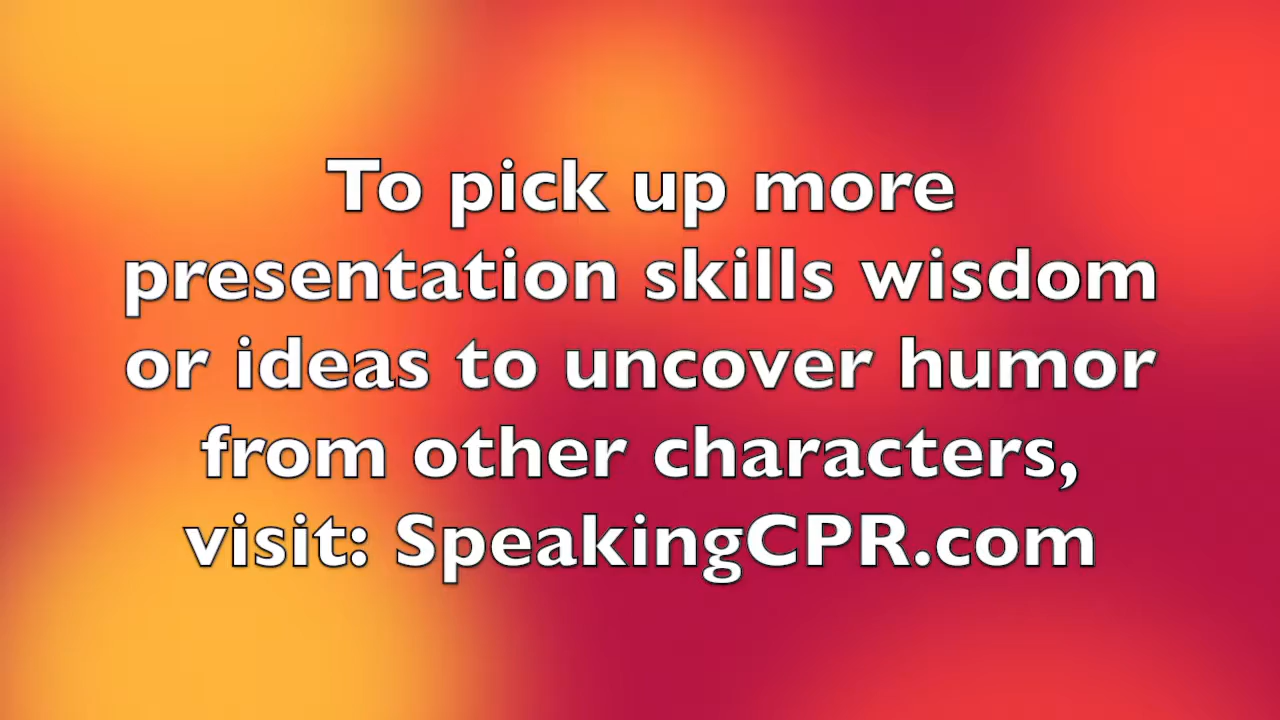 To pick up more
presentation skills wisdom
or ideas to uncover humor
from other characters,
visit: SpeakingCPR.com